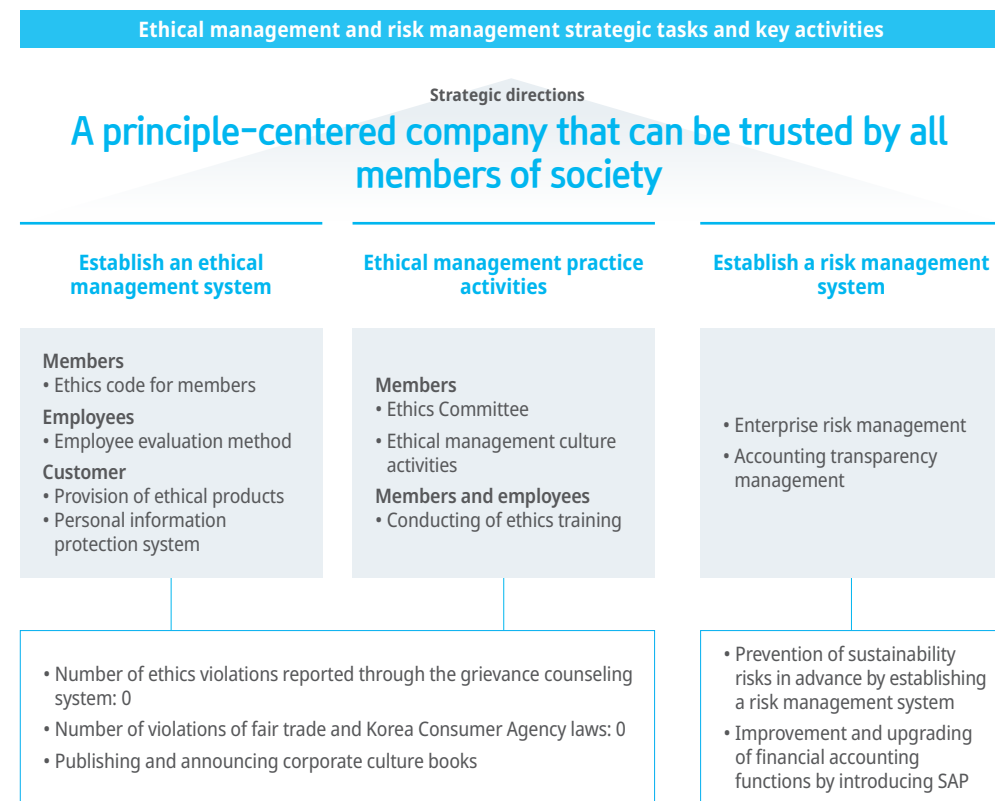 Ethical management and risk management strategic tasks and key activities
Strategic directions
A principle-centered company that can be trusted by all
members of society
Establish an ethical
management system
Members
• Ethics code for members
Employees
• Employee evaluation method
Customer
• Provision of ethical products
• Personal information
protection system
Ethical management practice
activities
Members
• Ethics Committee
• Ethical management culture
activities
Members and employees
• Conducting of ethics training
Establish a risk management
system
• Enterprise risk management
• Accounting transparency
management
• Number of ethics violations reported through the grievance counseling
system: 0
• Number of violations of fair trade and Korea Consumer Agency laws: 0
• Publishing and announcing corporate culture books
• Prevention of sustainability
risks in advance by establishing
a risk management system
• Improvement and upgrading
of financial accounting
functions by introducing SAP